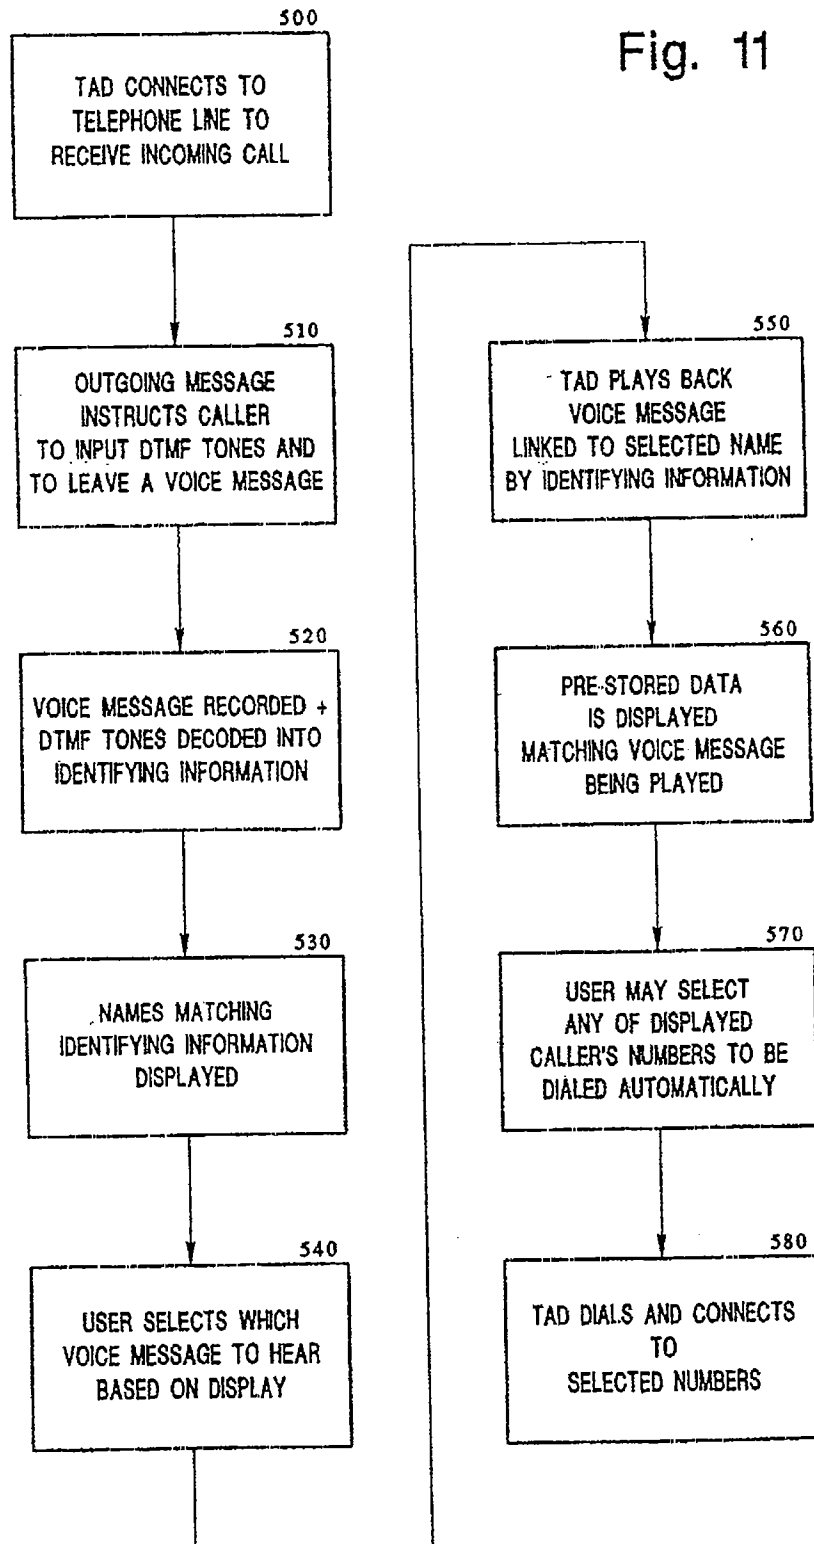 Fig. 11
500
TAD CONNECTS TO
TELEPHONE LINE TO
RECEIVE INCOMING CALL
510
OUTGOING MESSAGE
INSTRUCTS CALLER
TO INPUT DTMF TONES AND
TO LEAVE A VOICE MESSAGE
520
VOICE MESSAGE RECORDED +
DTMF TONES DECODED INTO
IDENTIFYING INFORMATION
530
NAMES MATCHING
IDENTIFYING INFORMATION
DISPLAYED
540
USER SELECTS WHICH
VOICE MESSAGE TO HEAR
BASED ON DISPLAY
550
TAD PLAYS BACK
VOICE MESSAGE
LINKED TO SELECTED NAME
BY IDENTIFYING INFORMATION
560
PRE-STORED DATA
IS DISPLAYED
MATCHING VOICE MESSAGE
BEING PLAYED
570
USER MAY SELECT
ANY OF DISPLAYED
CALLER'S NUMBERS TO BE
DIALED AUTOMATICALLY
580
TAD DIALS AND CONNECTS
TO
SELECTED NUMBERS